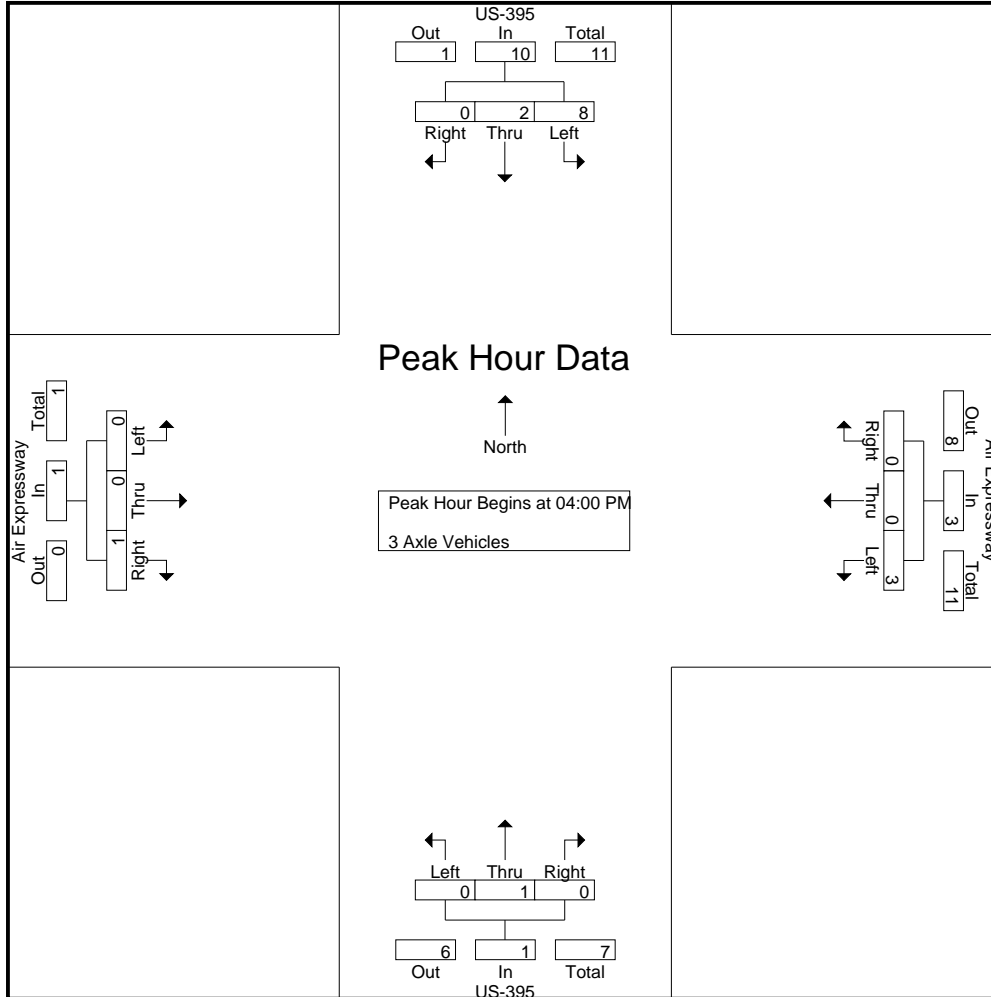 US-395
Out In Total
1 10 11
0 2 8
Right Thru Left
Peak Hour Data
North
Peak Hour Begins at 04:00 PM
3 Axle Vehicles
Air Expressway
Out In Total
0 1 1
Left Thru Right
0 0 1
Air Expressway
Out In Total
8 3 11
Right Thru Left
0 0 3
Left Thru Right
0 1 0
6 1 7
Out In Total
US-395